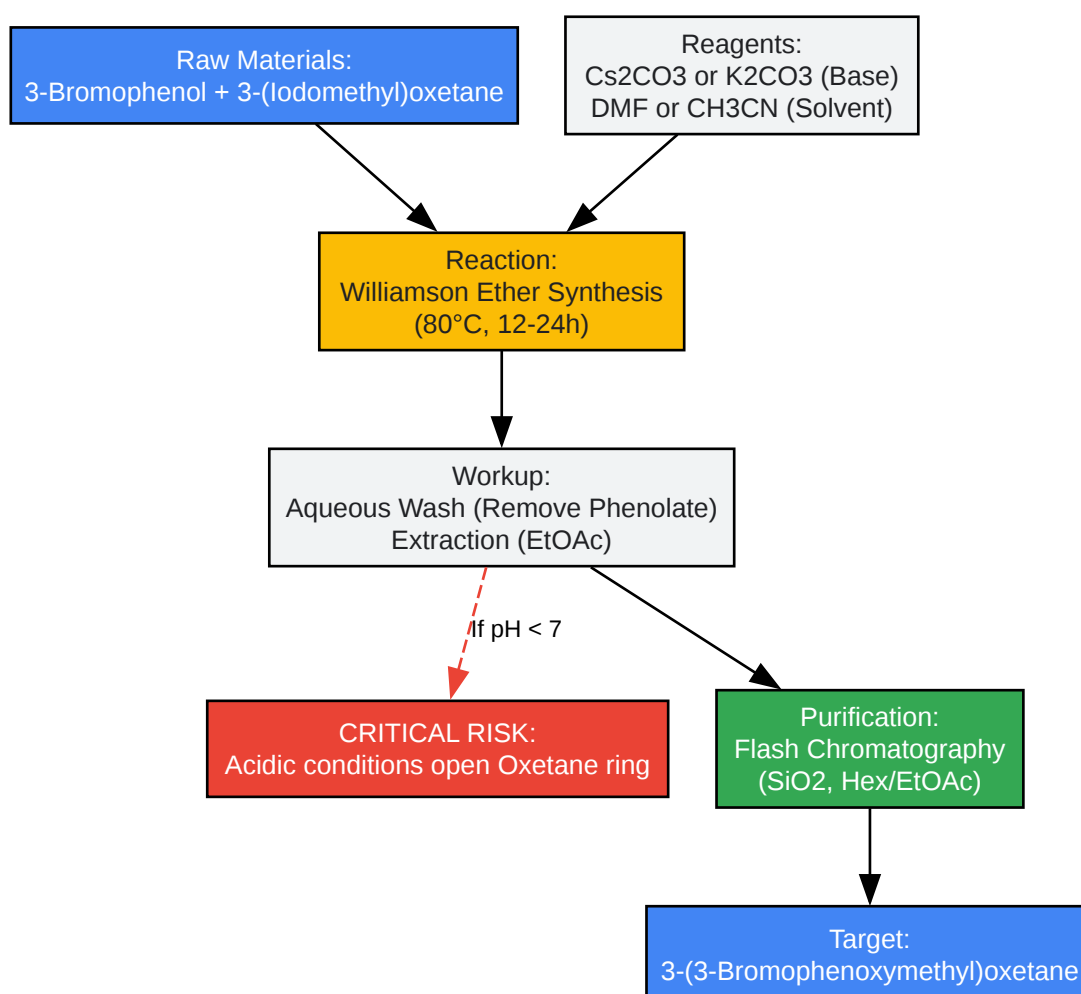 Raw Materials:
3-Bromophenol + 3-(Iodomethyl)oxetane
Reagents:
Cs2CO3 or K2CO3 (Base)
DMF or CH3CN (Solvent)
Reaction:
Williamson Ether Synthesis
(80°C, 12-24h)
Workup:
Aqueous Wash (Remove Phenolate)
Extraction (EtOAc)
If pH < 7
CRITICAL RISK:
Acidic conditions open Oxetane ring
Purification:
Flash Chromatography
(SiO2, Hex/EtOAc)
Target:
3-(3-Bromophenoxymethyl)oxetane